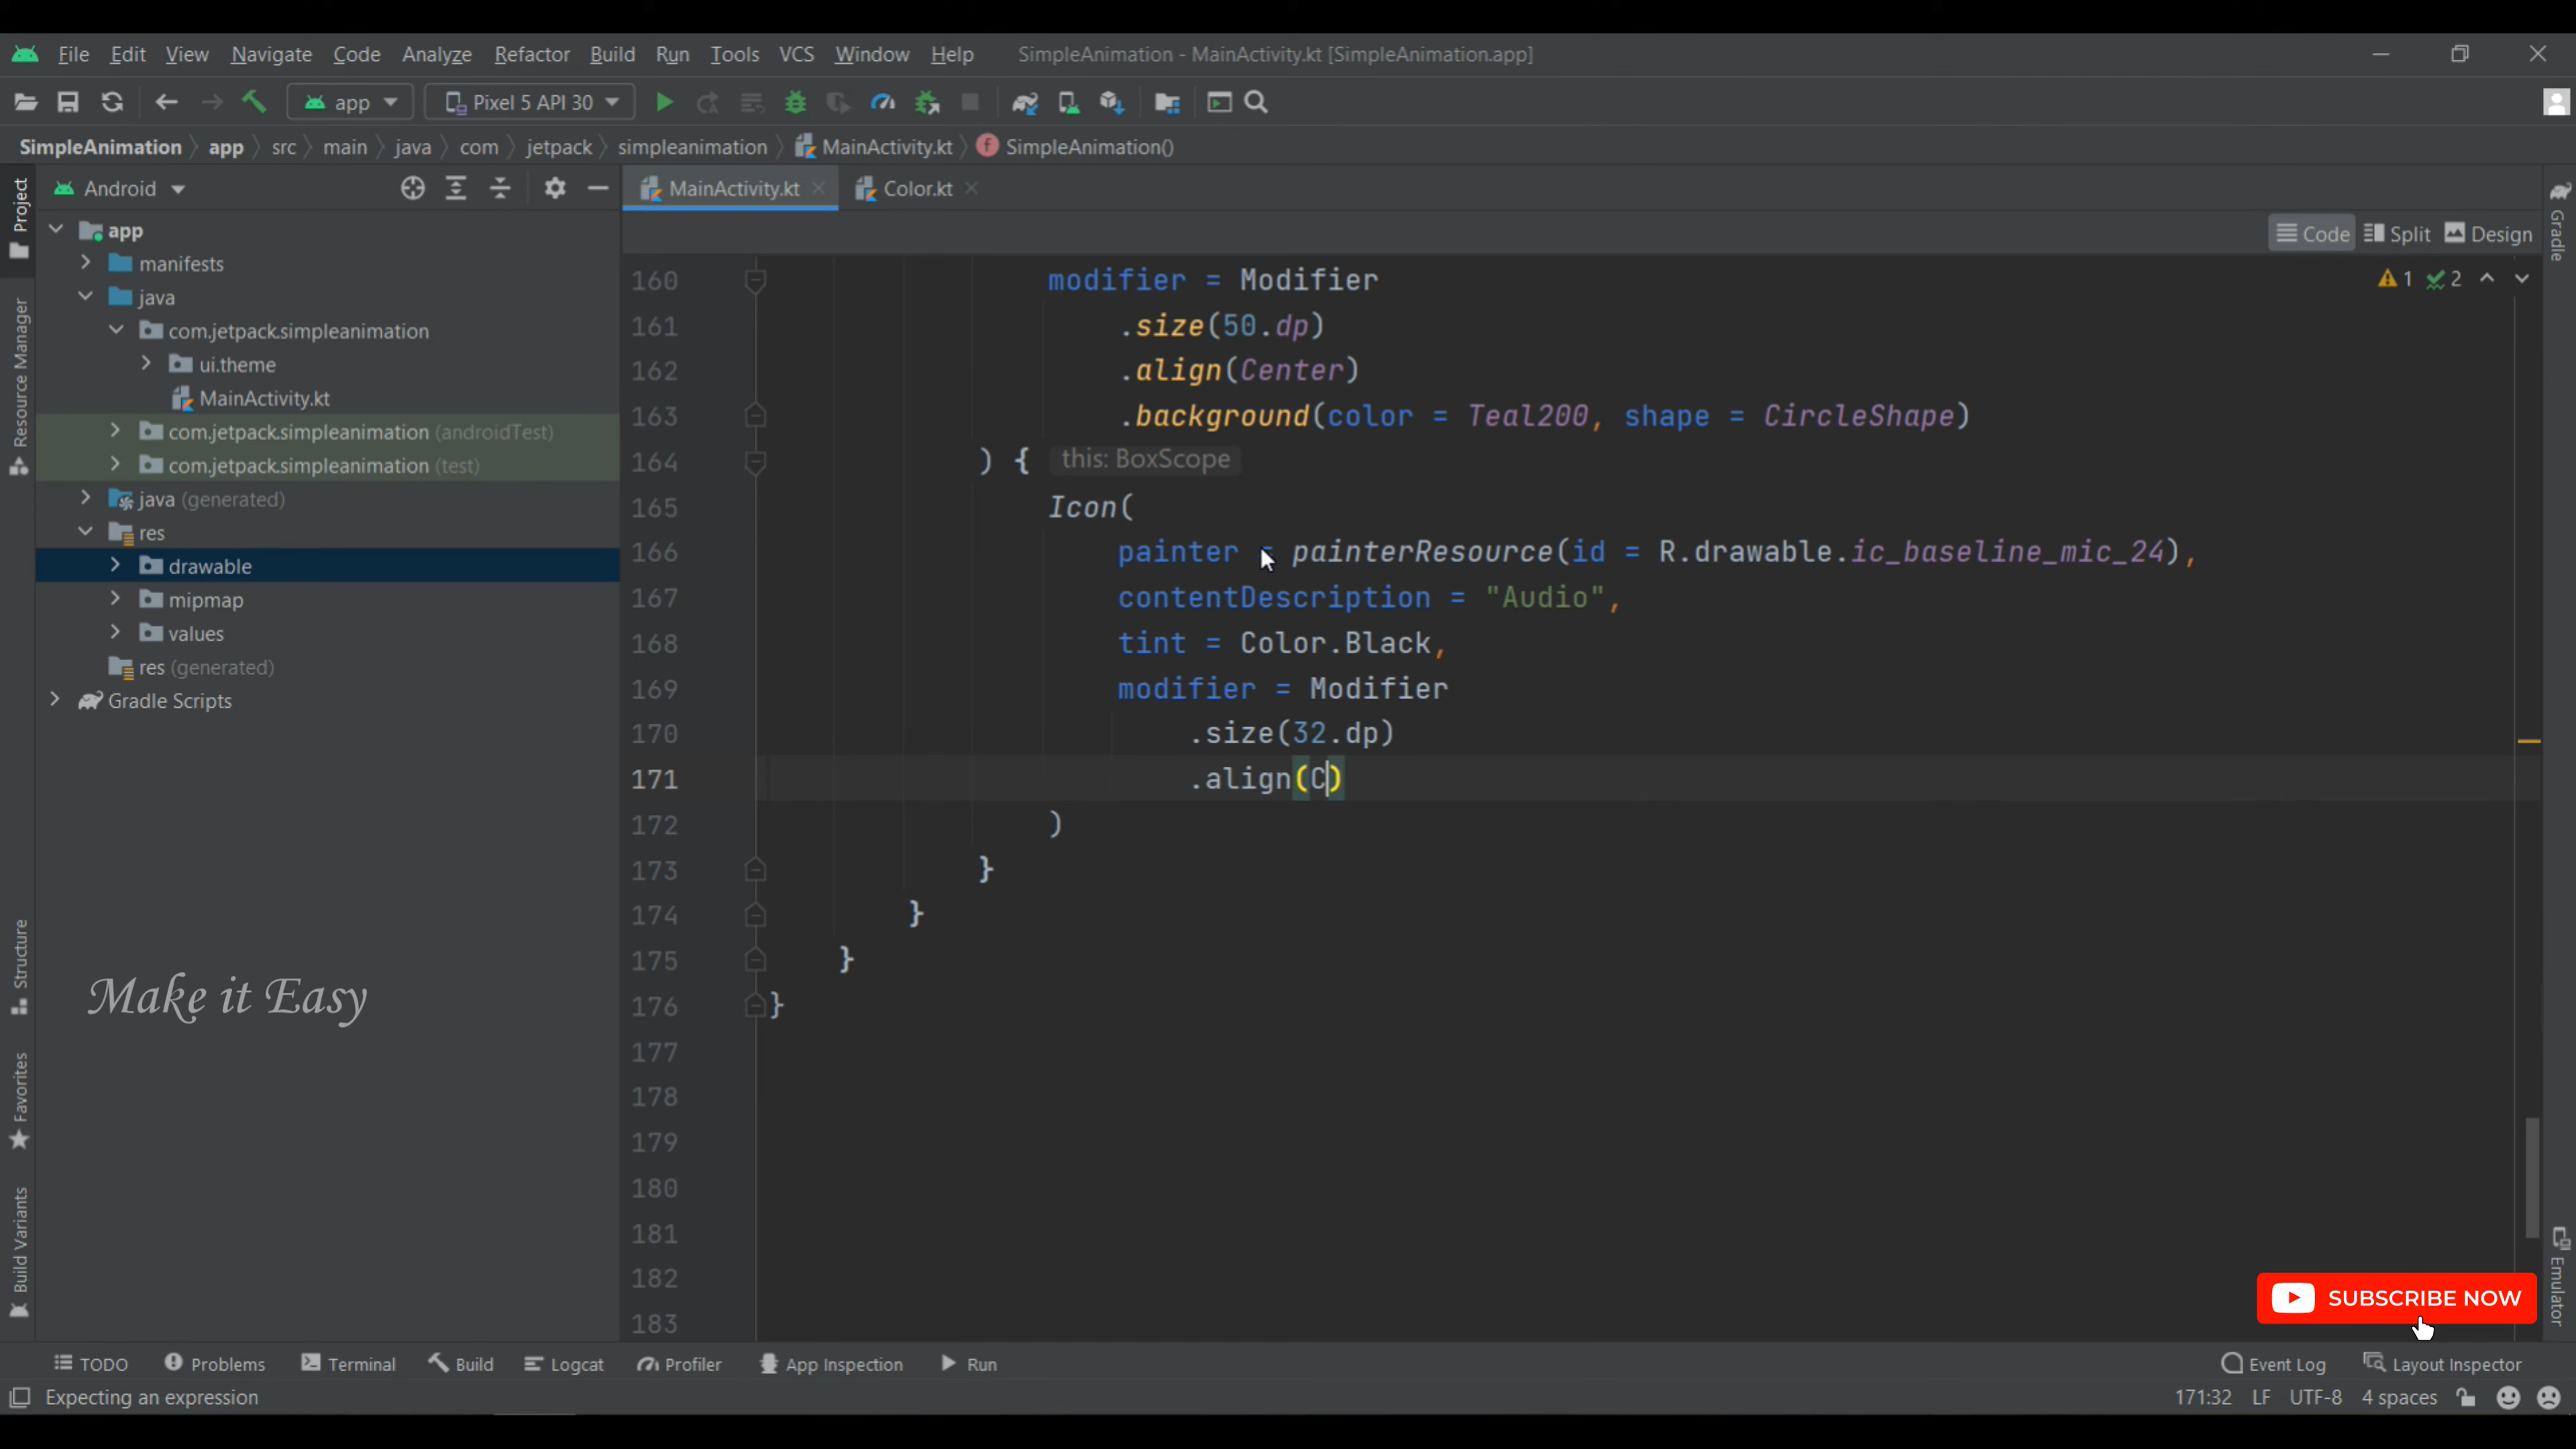 File Edit View Navigate Code Analyze Refactor Build Run Tools VCS Window Help SimpleAnimation - MainActivity.kt [SimpleAnimation.app]
app Pixel 5 API 30
SimpleAnimation app src main java com jetpack simpleanimation MainActivity.kt SimpleAnimation()
Project
Android
MainActivity.kt
Color.kt
Code Split Design
Gradle
app
manifests
java
com.jetpack.simpleanimation
ui.theme
MainActivity.kt
com.jetpack.simpleanimation (androidTest)
com.jetpack.simpleanimation (test)
java (generated)
res
drawable
mipmap
values
res (generated)
Gradle Scripts
Resource Manager
Structure
Favorites
Build Variants
Make it Easy
1 2
160 modifier = Modifier
161 .size(50.dp)
162 .align(Center)
163 .background(color = Teal200, shape = CircleShape)
164 ) { this: BoxScope
165 Icon(
166 painter = painterResource(id = R.drawable.ic_baseline_mic_24),
167 contentDescription = "Audio",
168 tint = Color.Black,
169 modifier = Modifier
170 .size(32.dp)
171 .align(C)
172 )
173 }
174 }
175 }
176 }
177
178
179
180
181
182
183
SUBSCRIBE NOW
Emulator
TODO Problems Terminal Build Logcat Profiler App Inspection Run Event Log Layout Inspector
Expecting an expression 171:32 LF UTF-8 4 spaces